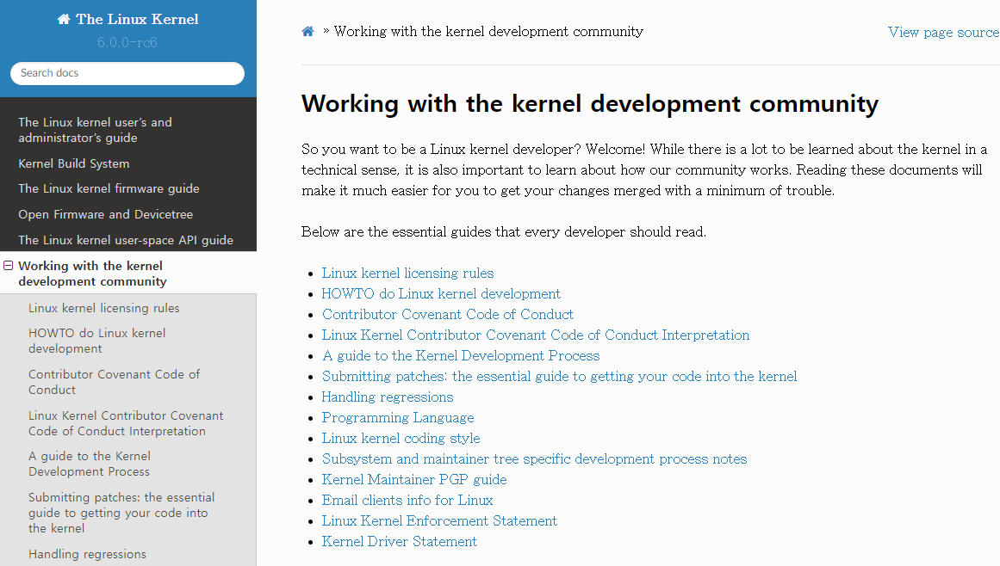 The Linux Kernel
6.0.0-rc6
Search docs
The Linux kernel user's and
administrator's guide
Kernel Build System
The Linux kernel firmware guide
Open Firmware and Devicetree
The Linux kernel user-space API guide
Working with the kernel
development community
Linux kernel licensing rules
HOWTO do Linux kernel
development
Contributor Covenant Code of
Conduct
Linux Kernel Contributor Covenant
Code of Conduct Interpretation
A guide to the Kernel
Development Process
Submitting patches: the essential
guide to getting your code into
the kernel
Handling regressions
» Working with the kernel development community
View page source
Working with the kernel development community
So you want to be a Linux kernel developer? Welcome! While there is a lot to be learned about the kernel in a
technical sense, it is also important to learn about how our community works. Reading these documents will
make it much easier for you to get your changes merged with a minimum of trouble.
Below are the essential guides that every developer should read.
• Linux kernel licensing rules
• HOWTO do Linux kernel development
• Contributor Covenant Code of Conduct
• Linux Kernel Contributor Covenant Code of Conduct Interpretation
• A guide to the Kernel Development Process
• Submitting patches: the essential guide to getting your code into the kernel
• Handling regressions
• Programming Language
• Linux kernel coding style
• Subsystem and maintainer tree specific development process notes
• Kernel Maintainer PGP guide
• Email clients info for Linux
• Linux Kernel Enforcement Statement
• Kernel Driver Statement